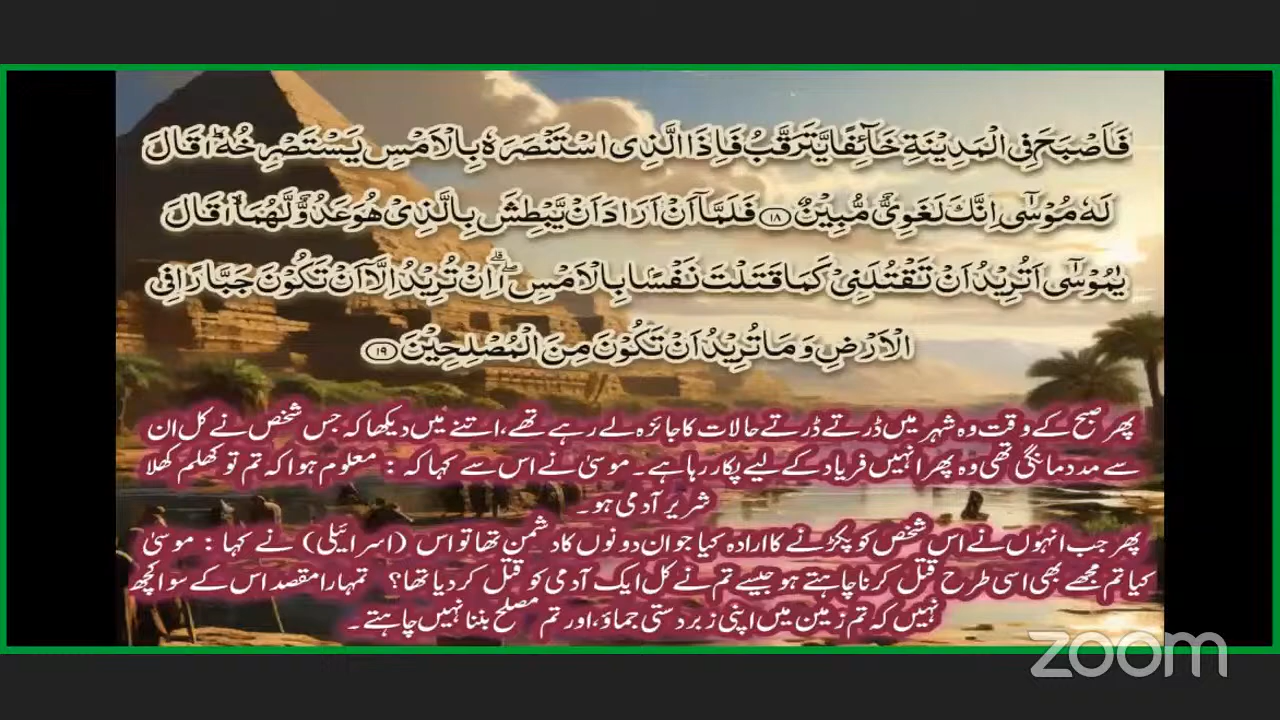 فَاَصْبَحَ فِی الْمَدِیْنَةِ خَآئِفًا یَّتَرَقَّبُ فَاِذَا الَّذِی اسْتَنْصَرَهٗ بِالْاَمْسِ یَسْتَصْرِخُهٗ ؕ قَالَ
لَهٗ مُوْسٰۤی اِنَّكَ لَغَوِیٌّ مُّبِیْنٌ ﴿۱۸﴾ فَلَمَّاۤ اَنْ اَرَادَ اَنْ یَّبْطِشَ بِالَّذِیْ هُوَ عَدُوٌّ لَّهُمَا ۙ قَالَ
یٰمُوْسٰۤی اَتُرِیْدُ اَنْ تَقْتُلَنِیْ كَمَا قَتَلْتَ نَفْسًۢا بِالْاَمْسِ ۖۗ اِنْ تُرِیْدُ اِلَّاۤ اَنْ تَكُوْنَ جَبَّارًا فِی
الْاَرْضِ وَ مَا تُرِیْدُ اَنْ تَكُوْنَ مِنَ الْمُصْلِحِیْنَ ﴿۱۹﴾
پھر صبح کے وقت وہ شہر میں ڈرتے ڈرتے حالات کا جائزہ لے رہے تھے، اتنے میں دیکھا کہ جس شخص نے کل ان
سے مدد مانگی تھی وہ پھر انہیں فریاد کے لیے پکار رہا ہے۔ موسیٰ نے اس سے کہا کہ : معلوم ہوا کہ تم تو کھلم کھلا
شریر آدمی ہو۔
پھر جب انہوں نے اس شخص کو پکڑنے کا ارادہ کیا جو ان دونوں کا دشمن تھا تو اس (اسرائیلی) نے کہا : موسیٰ
کیا تم مجھے بھی اسی طرح قتل کرنا چاہتے ہو جیسے تم نے کل ایک آدمی کو قتل کر دیا تھا؟ تمہارا مقصد اس کے سوا کچھ
نہیں کہ تم زمین میں اپنی زبردستی جماؤ، اور تم مصلح بننا نہیں چاہتے۔
zoom